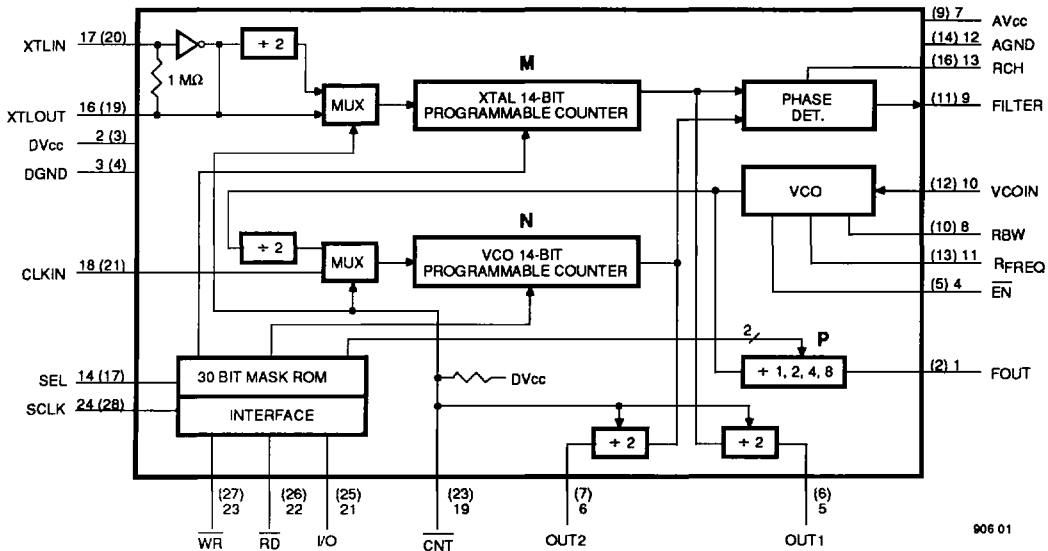 XTLIN 17 (20)
÷ 2
1 MΩ
MUX
M
XTAL 14-BIT
PROGRAMMABLE COUNTER
XTLOUT 16 (19)
DVcc 2 (3)
DGND 3 (4)
PHASE
DET.
(9) 7 AVcc
(14) 12 AGND
(16) 13 RCH
(11) 9 FILTER
VCO
(12) 10 VCOIN
(10) 8 RBW
(13) 11 RFREQ
(5) 4 EN
÷ 2
CLKIN 18 (21)
MUX
N
VCO 14-BIT
PROGRAMMABLE COUNTER
2
P
÷ 1, 2, 4, 8
(2) 1 FOUT
SEL 14 (17)
30 BIT MASK ROM
SCLK 24 (28)
INTERFACE
DVcc
÷ 2
÷ 2
(27)
23
WR
(26)
22
RD
(25)
21
I/O
(23)
19
CNT
(7)
6
OUT2
(6)
5
OUT1
906 01